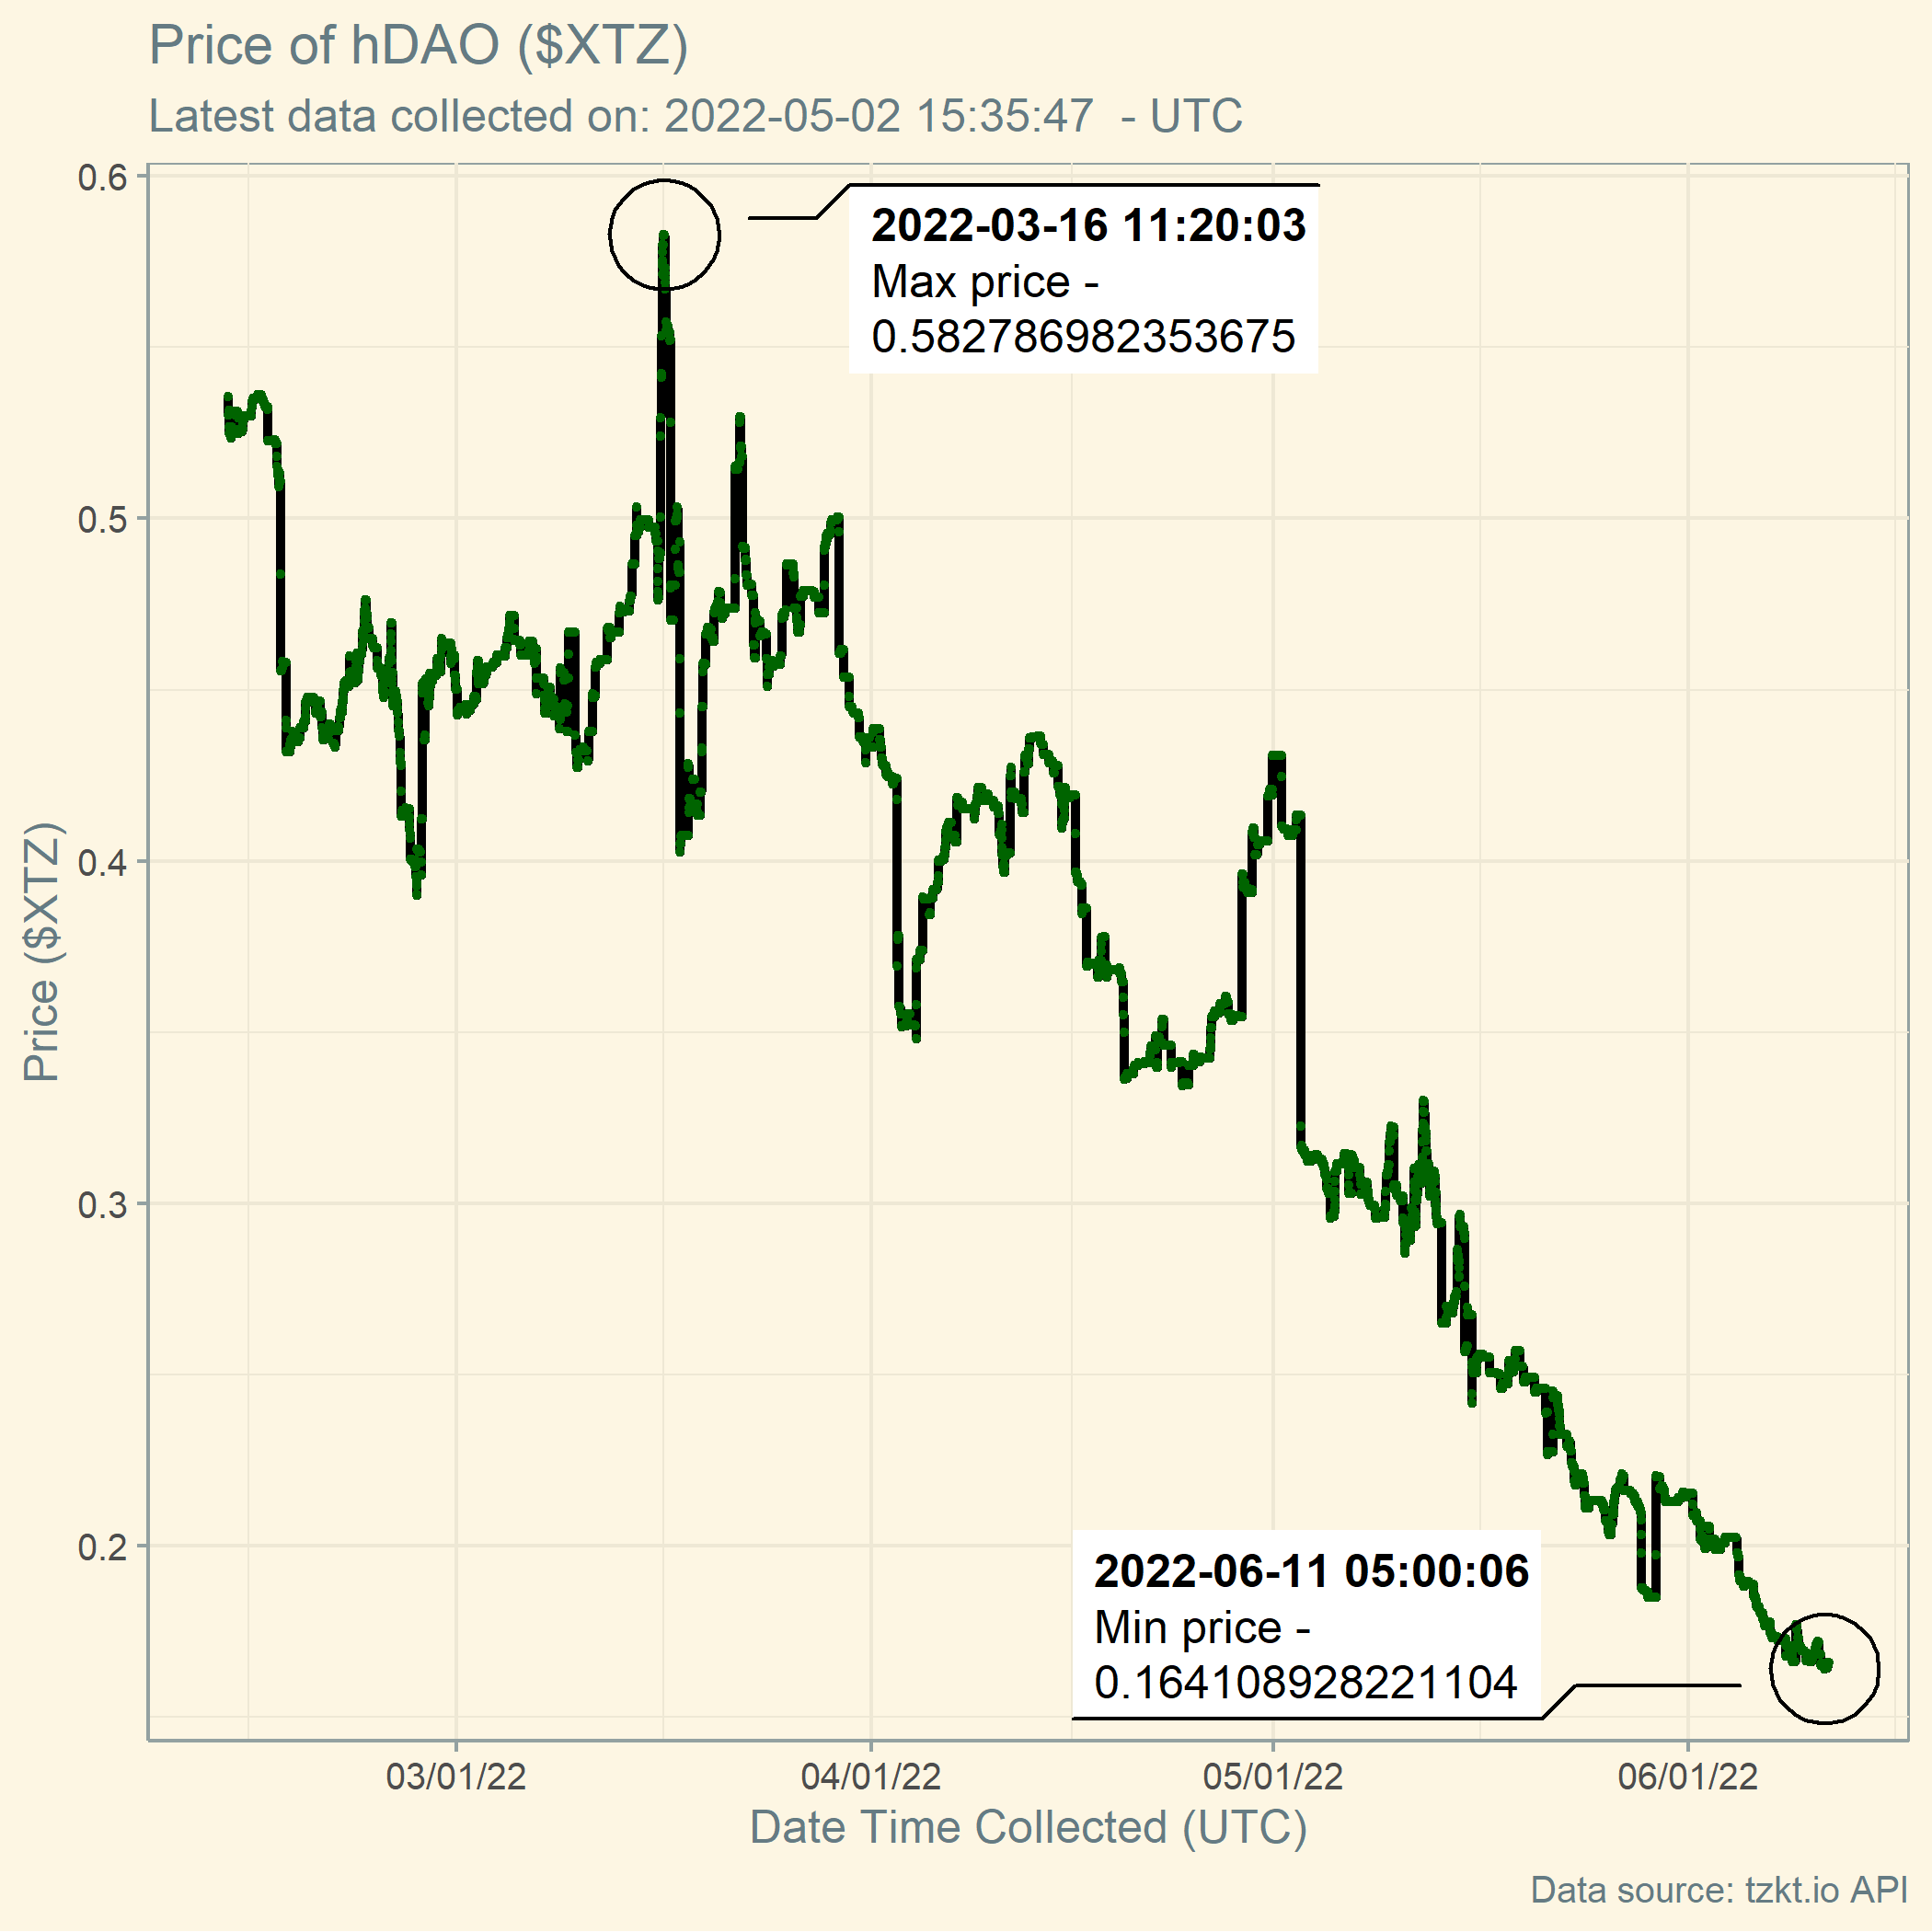 Price of hDAO ($XTZ)
Latest data collected on: 2022-05-02 15:35:47  - UTC
0.6
0.5
0.4
0.3
0.2
Price ($XTZ)
2022-03-16 11:20:03
Max price -
0.582786982353675
2022-06-11 05:00:06
Min price -
0.164108928221104
03/01/22
04/01/22
05/01/22
06/01/22
Date Time Collected (UTC)
Data source: tzkt.io API